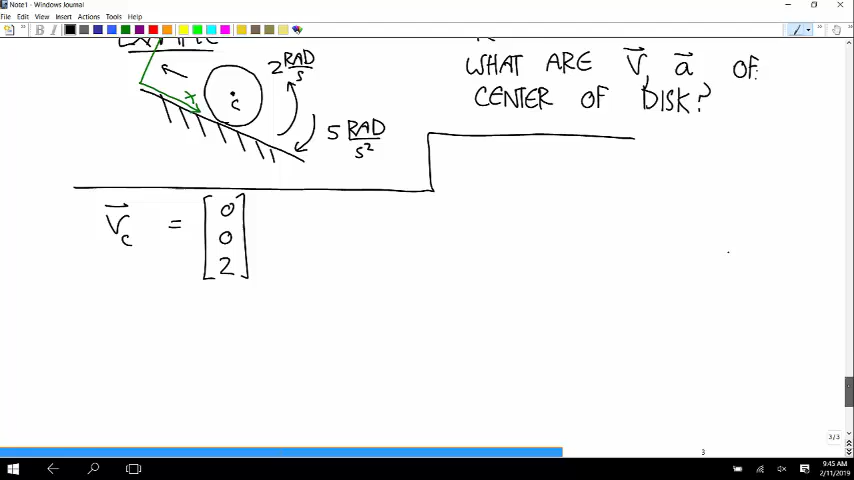 Note1 - Windows Journal
File Edit View Insert Actions Tools Help
EXAMPLE
WHAT ARE V⃗, a⃗ OF:
CENTER OF DISK?
2 RAD/s
x
c
5 RAD/s²
V⃗c = [0
0
2]
3/3
3
9:45 AM
2/11/2019